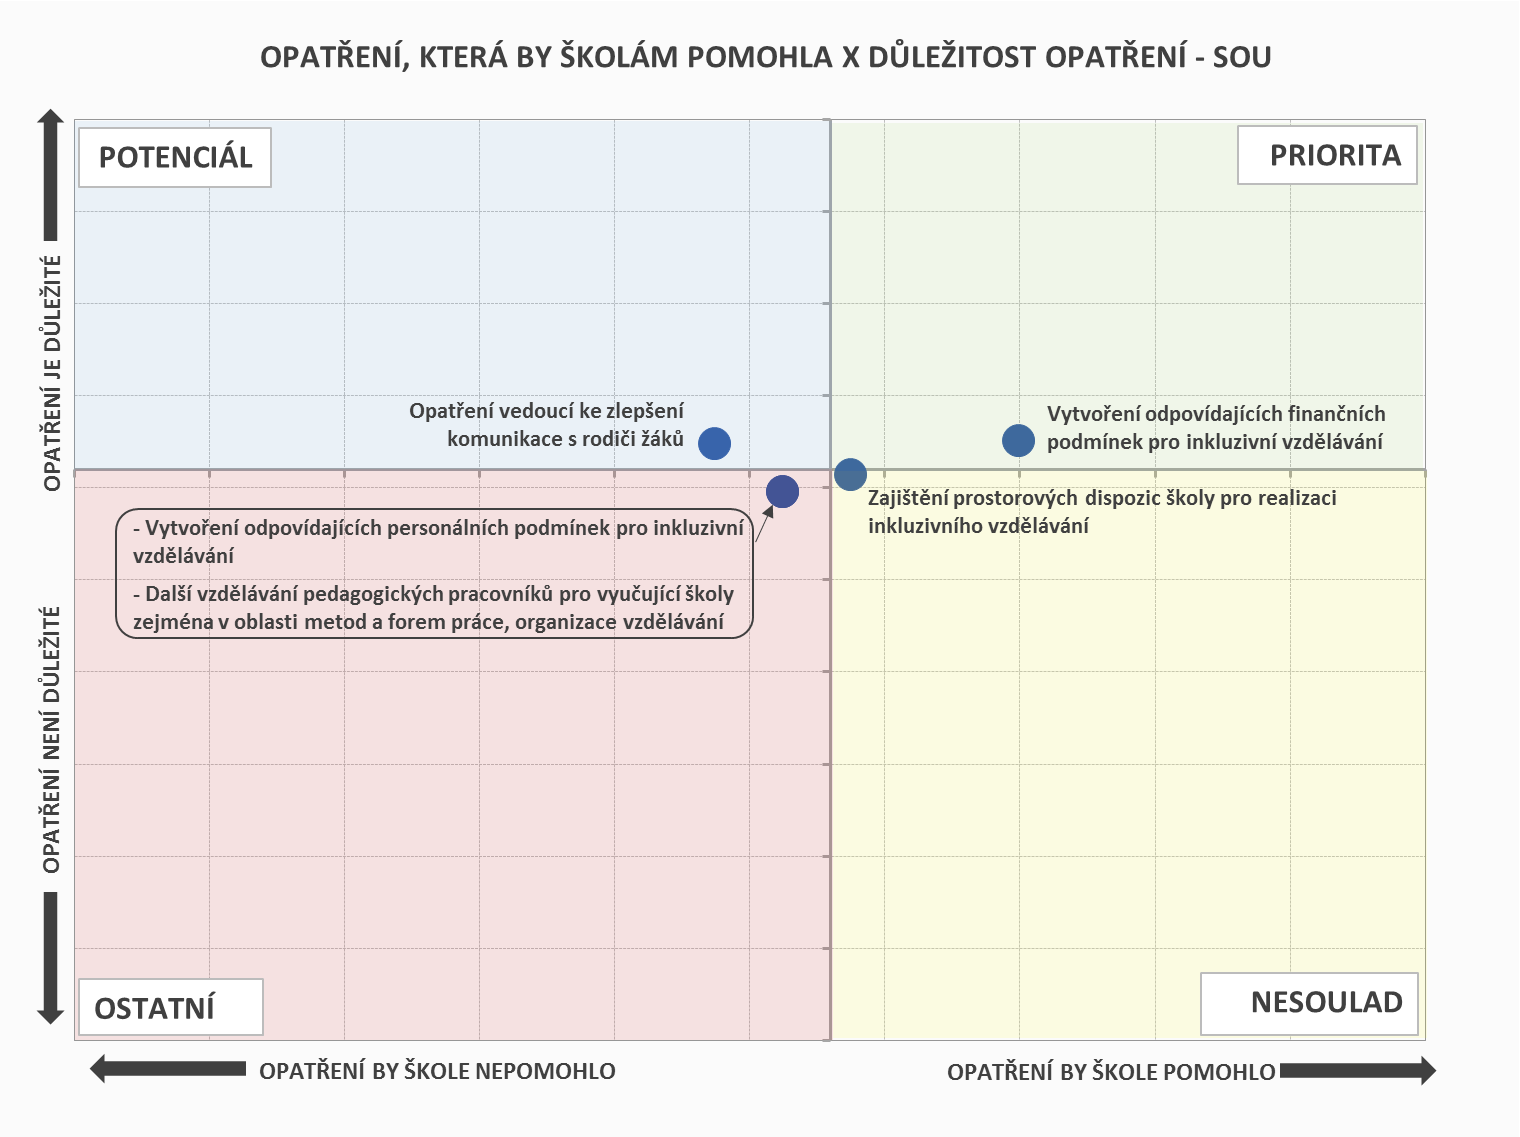 OPATŘENÍ, KTERÁ BY ŠKOLÁM POMOHLA X DŮLEŽITOST OPATŘENÍ - SOU
POTENCIÁL
PRIORITA
OPATŘENÍ JE DŮLEŽITÉ
Opatření vedoucí ke zlepšení
komunikace s rodiči žáků
Vytvoření odpovídajících finančních
podmínek pro inkluzivní vzdělávání
Zajištění prostorových dispozic školy pro realizaci
inkluzivního vzdělávání
- Vytvoření odpovídajících personálních podmínek pro inkluzivní
vzdělávání
- Další vzdělávání pedagogických pracovníků pro vyučující školy
zejména v oblasti metod a forem práce, organizace vzdělávání
OPATŘENÍ NENÍ DŮLEŽITÉ
OSTATNÍ
NESOULAD
OPATŘENÍ BY ŠKOLE NEPOMOHLO
OPATŘENÍ BY ŠKOLE POMOHLO